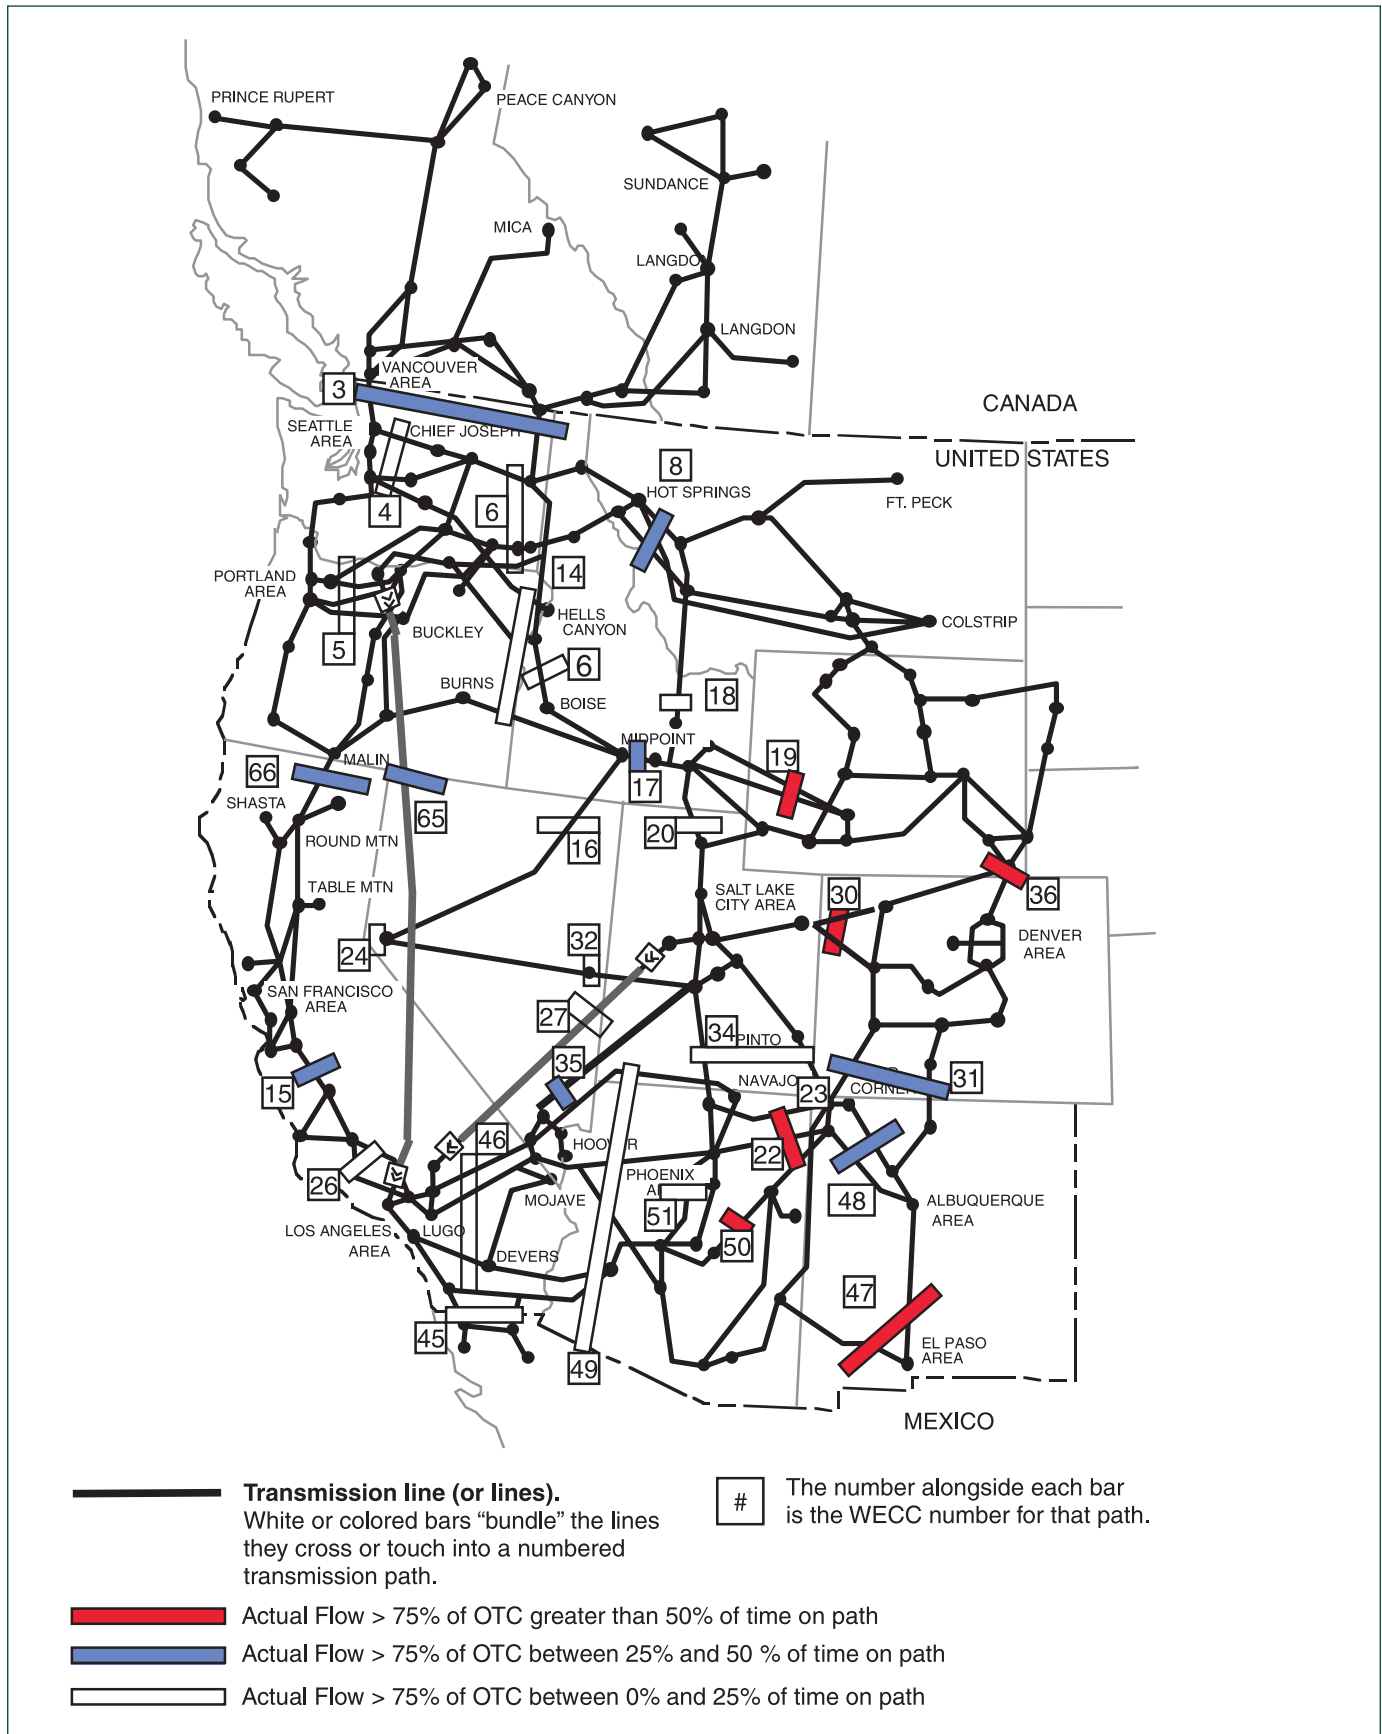 PRINCE RUPERT
PEACE CANYON
SUNDANCE
MICA
LANGDO
LANGDON
VANCOUVER
AREA
3
CANADA
SEATTLE
AREA
CHIEF JOSEPH
UNITED STATES
8
HOT SPRINGS
FT. PECK
4
6
14
PORTLAND
AREA
HELLS
CANYON
COLSTRIP
BUCKLEY
5
6
BURNS
BOISE
18
MIDPOINT
MALIN
66
19
17
SHASTA
65
ROUND MTN
16
20
TABLE MTN
SALT LAKE
CITY AREA
30
36
DENVER
AREA
24
32
SAN FRANCISCO
AREA
27
34
PINTO
35
NAVAJO
CORNER
31
15
23
46
HOOVER
22
26
PHOENIX
A
MOJAVE
51
48
ALBUQUERQUE
AREA
LOS ANGELES
AREA
LUGO
50
DEVERS
47
45
49
EL PASO
AREA
MEXICO
Transmission line (or lines).
White or colored bars “bundle” the lines
they cross or touch into a numbered
transmission path.
#
The number alongside each bar
is the WECC number for that path.
Actual Flow > 75% of OTC greater than 50% of time on path
Actual Flow > 75% of OTC between 25% and 50 % of time on path
Actual Flow > 75% of OTC between 0% and 25% of time on path